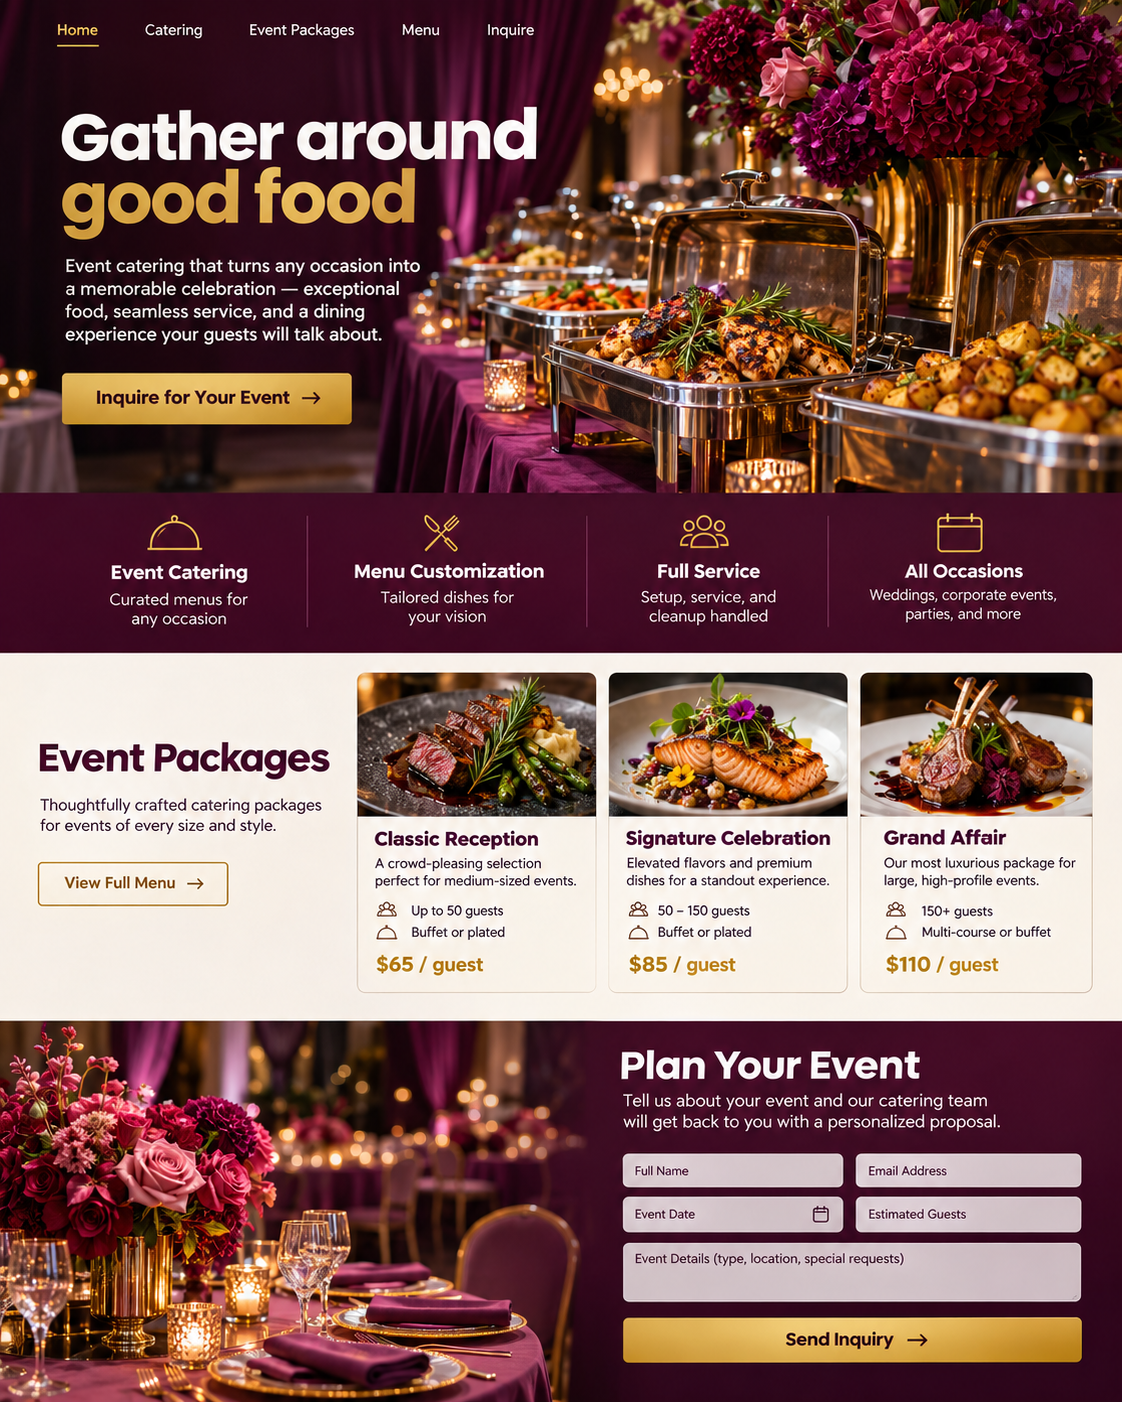 Home
Catering
Event Packages
Menu
Inquire
Gather around
good food
Event catering that turns any occasion into
a memorable celebration — exceptional
food, seamless service, and a dining
experience your guests will talk about.
Inquire for Your Event →
Event Catering
Curated menus for
any occasion
Menu Customization
Tailored dishes for
your vision
Full Service
Setup, service, and
cleanup handled
All Occasions
Weddings, corporate events,
parties, and more
Event Packages
Thoughtfully crafted catering packages
for events of every size and style.
View Full Menu →
Classic Reception
A crowd-pleasing selection
perfect for medium-sized events.
Up to 50 guests
Buffet or plated
$65 / guest
Signature Celebration
Elevated flavors and premium
dishes for a standout experience.
50 – 150 guests
Buffet or plated
$85 / guest
Grand Affair
Our most luxurious package for
large, high-profile events.
150+ guests
Multi-course or buffet
$110 / guest
Plan Your Event
Tell us about your event and our catering team
will get back to you with a personalized proposal.
Full Name
Email Address
Event Date
Estimated Guests
Event Details (type, location, special requests)
Send Inquiry →